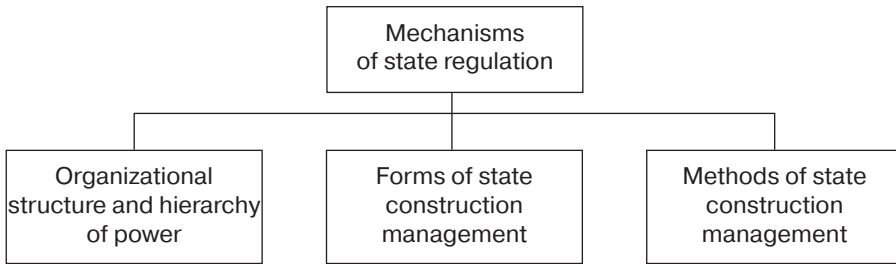 Mechanisms
of state regulation
Organizational
structure and hierarchy
of power
Forms of state
construction
management
Methods of state
construction
management